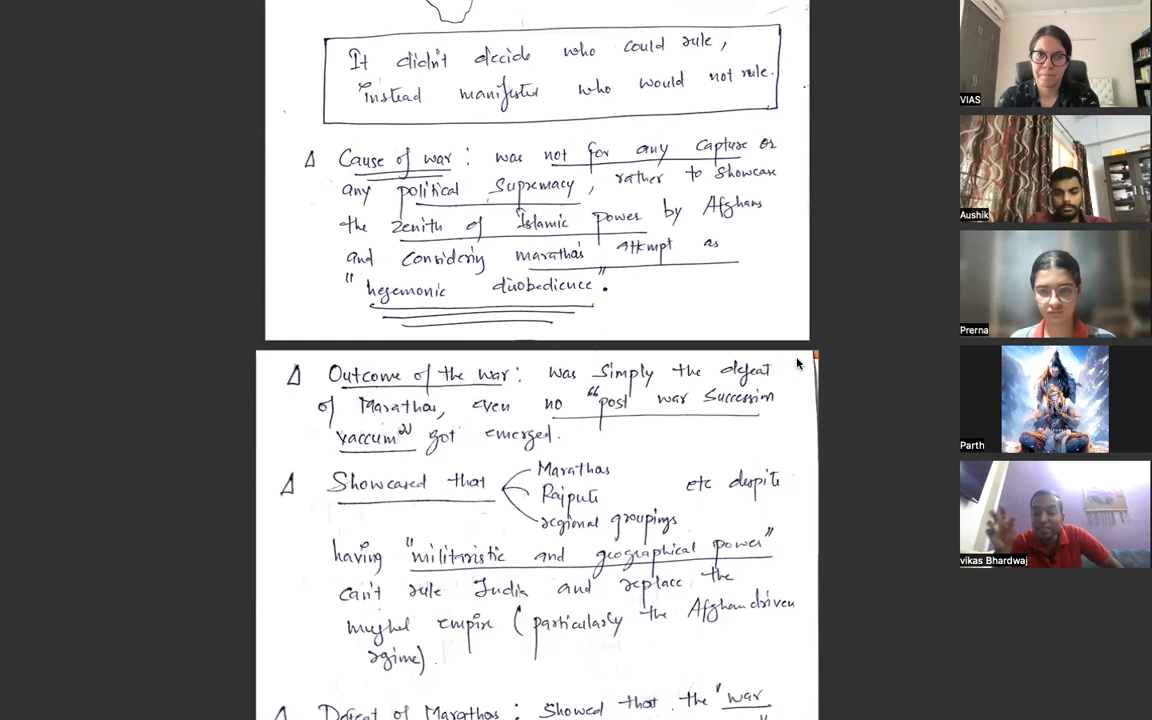 It didn't decide who could rule,
instead manifested who would not rule.
Δ Cause of war: was not for any capture or
any political supremacy, rather to showcase
the zenith of Islamic power by Afghans
and considering maratha's attempt as
"hegemonic disobedience".
Δ Outcome of the war: was simply the defeat
of Marathas, even no "post war succession
vaccum" got emerged.
Δ Showcased that
Marathas
Rajputs
regional groupings
etc despite
having "militaristic and geographical power"
can't rule India and replace the
mughal empire (particularly the Afghan driven
regime).
Δ Defeat of Marathas: Showed that the "war
VIAS
Aushik
Prerna
Parth
vikas Bhardwaj